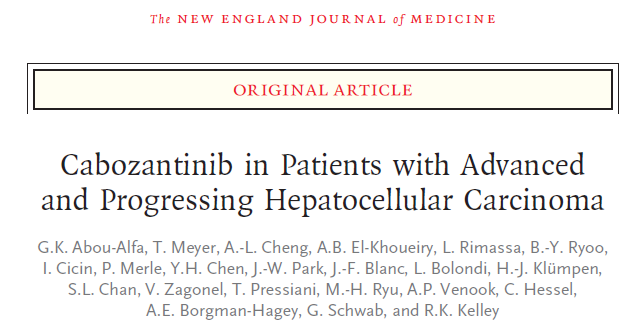 The NEW ENGLAND JOURNAL of MEDICINE
ORIGINAL ARTICLE
Cabozantinib in Patients with Advanced
and Progressing Hepatocellular Carcinoma
G.K. Abou-Alfa, T. Meyer, A.-L. Cheng, A.B. El-Khoueiry, L. Rimassa, B.-Y. Ryoo,
I. Cicin, P. Merle, Y.H. Chen, J.-W. Park, J.-F. Blanc, L. Bolondi, H.-J. Klümpen,
S.L. Chan, V. Zagonel, T. Pressiani, M.-H. Ryu, A.P. Venook, C. Hessel,
A.E. Borgman-Hagey, G. Schwab, and R.K. Kelley